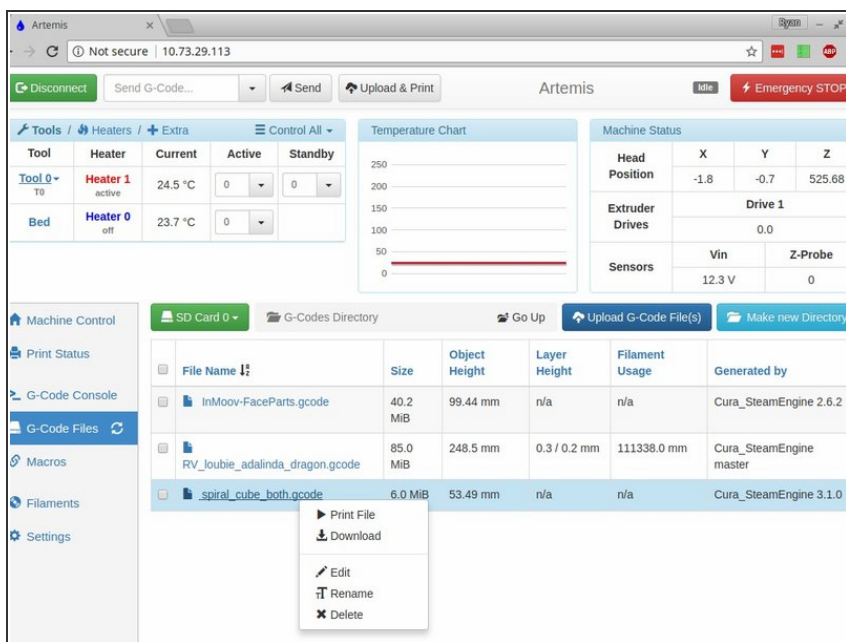 Artemis
Ryan
Not secure | 10.73.29.113
ABP
Disconnect Send G-Code... Send Upload & Print Artemis Idle Emergency STOP
Tools / Heaters / Extra Control All
Tool Heater Current Active Standby
Tool 0 Heater 1 24.5 °C 0 0
T0 active
Bed Heater 0 23.7 °C 0
off
Temperature Chart
250
200
150
100
50
0
Machine Status
Head Position X Y Z
-1.8 -0.7 525.68
Extruder Drives Drive 1
0.0
Sensors Vin Z-Probe
12.3 V 0
Machine Control
Print Status
G-Code Console
G-Code Files
Macros
Filaments
Settings
SD Card 0 G-Codes Directory Go Up Upload G-Code File(s) Make new Directory
File Name Size Object Height Layer Height Filament Usage Generated by
InMoov-FaceParts.gcode 40.2 MiB 99.44 mm n/a n/a Cura_SteamEngine 2.6.2
RV_loubie_adalinda_dragon.gcode 85.0 MiB 248.5 mm 0.3 / 0.2 mm 111338.0 mm Cura_SteamEngine master
spiral_cube_both.gcode 6.0 MiB 53.49 mm n/a n/a Cura_SteamEngine 3.1.0
Print File
Download
Edit
Rename
Delete